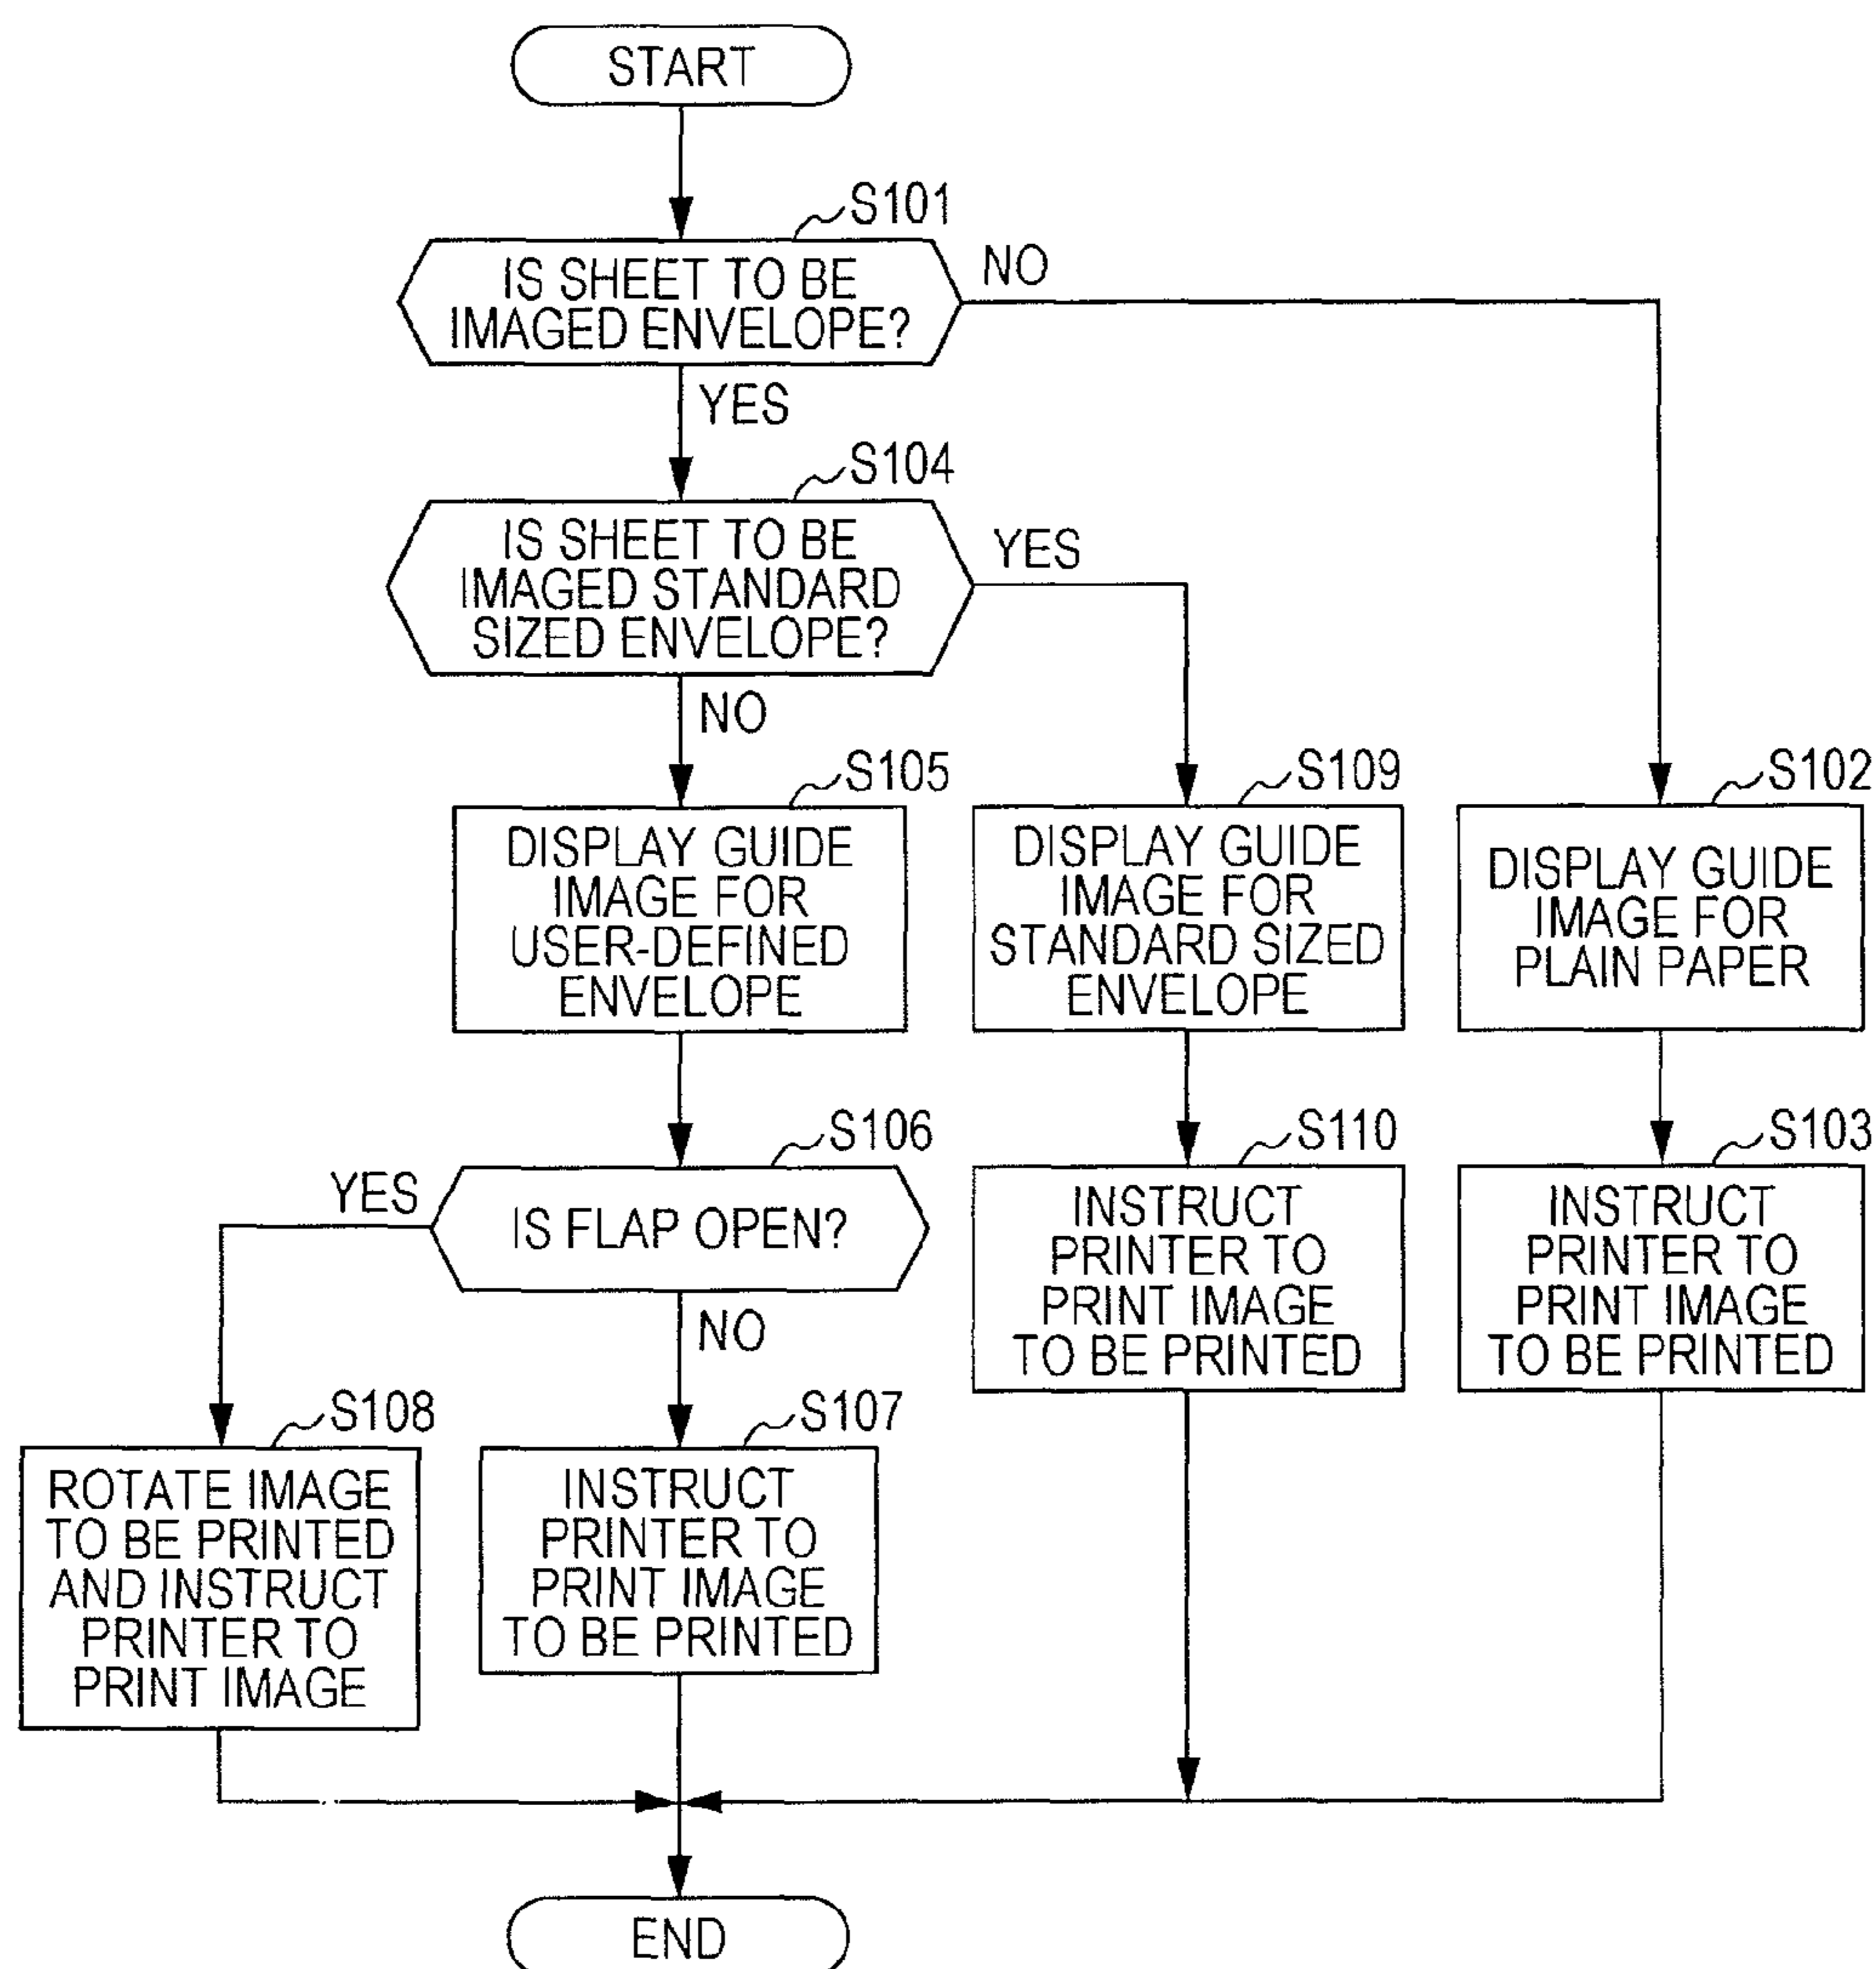 START
S101
IS SHEET TO BE
IMAGED ENVELOPE?
NO
YES
S104
IS SHEET TO BE
IMAGED STANDARD
SIZED ENVELOPE?
YES
NO
S105
DISPLAY GUIDE
IMAGE FOR
USER-DEFINED
ENVELOPE
S109
DISPLAY GUIDE
IMAGE FOR
STANDARD SIZED
ENVELOPE
S102
DISPLAY GUIDE
IMAGE FOR
PLAIN PAPER
S106
IS FLAP OPEN?
YES
NO
S110
INSTRUCT
PRINTER TO
PRINT IMAGE
TO BE PRINTED
S103
INSTRUCT
PRINTER TO
PRINT IMAGE
TO BE PRINTED
S108
ROTATE IMAGE
TO BE PRINTED
AND INSTRUCT
PRINTER TO
PRINT IMAGE
S107
INSTRUCT
PRINTER TO
PRINT IMAGE
TO BE PRINTED
END